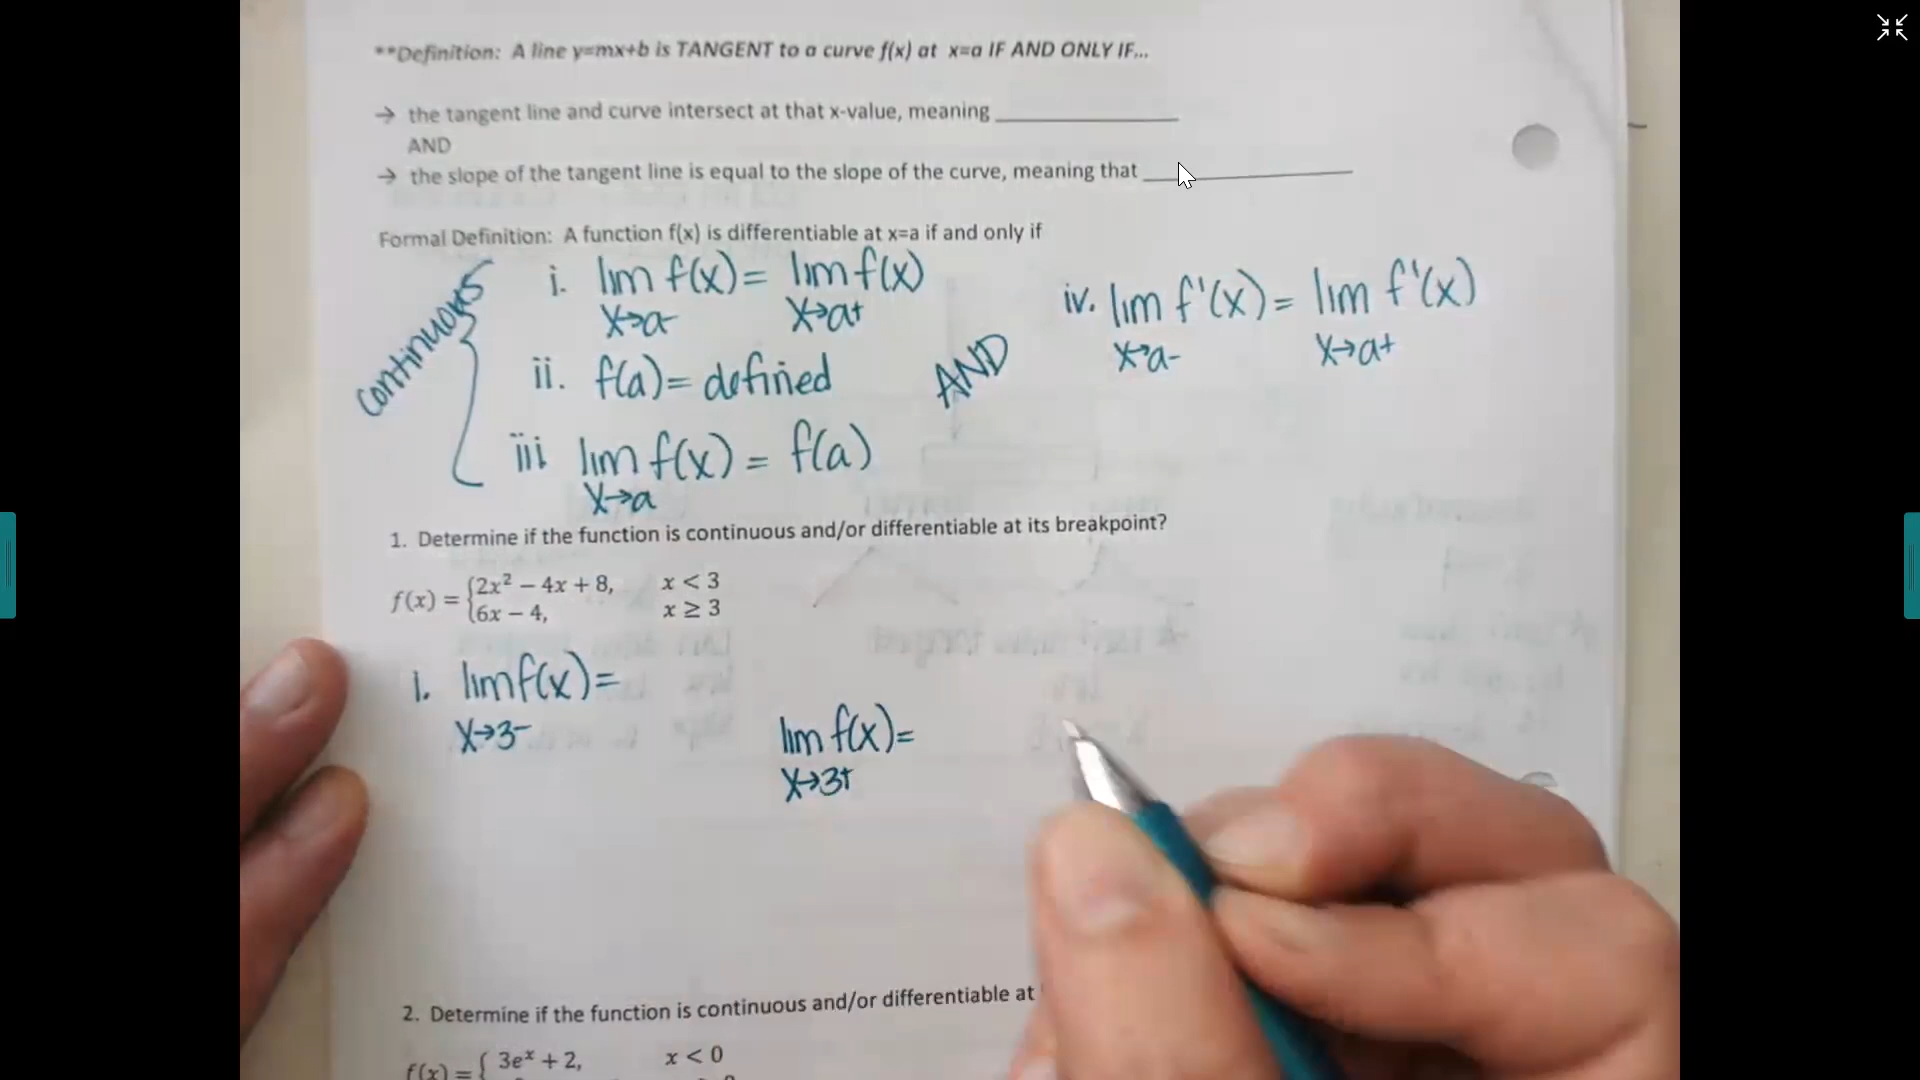 **Definition: A line y=mx+b is TANGENT to a curve f(x) at x=a IF AND ONLY IF...
→ the tangent line and curve intersect at that x-value, meaning ____________
AND
→ the slope of the tangent line is equal to the slope of the curve, meaning that ____________
Formal Definition: A function f(x) is differentiable at x=a if and only if
continuous
i. lim f(x) = lim f(x)
x→a- x→a+
ii. f(a) = defined
iii lim f(x) = f(a)
x→a
AND
iv. lim f'(x) = lim f'(x)
x→a- x→a+
1. Determine if the function is continuous and/or differentiable at its breakpoint?
f(x) = { 2x² − 4x + 8, x < 3
6x − 4, x ≥ 3
i. lim f(x) =
x→3-
lim f(x) =
x→3+
2. Determine if the function is continuous and/or differentiable at
f(x) = { 3eˣ + 2, x < 0